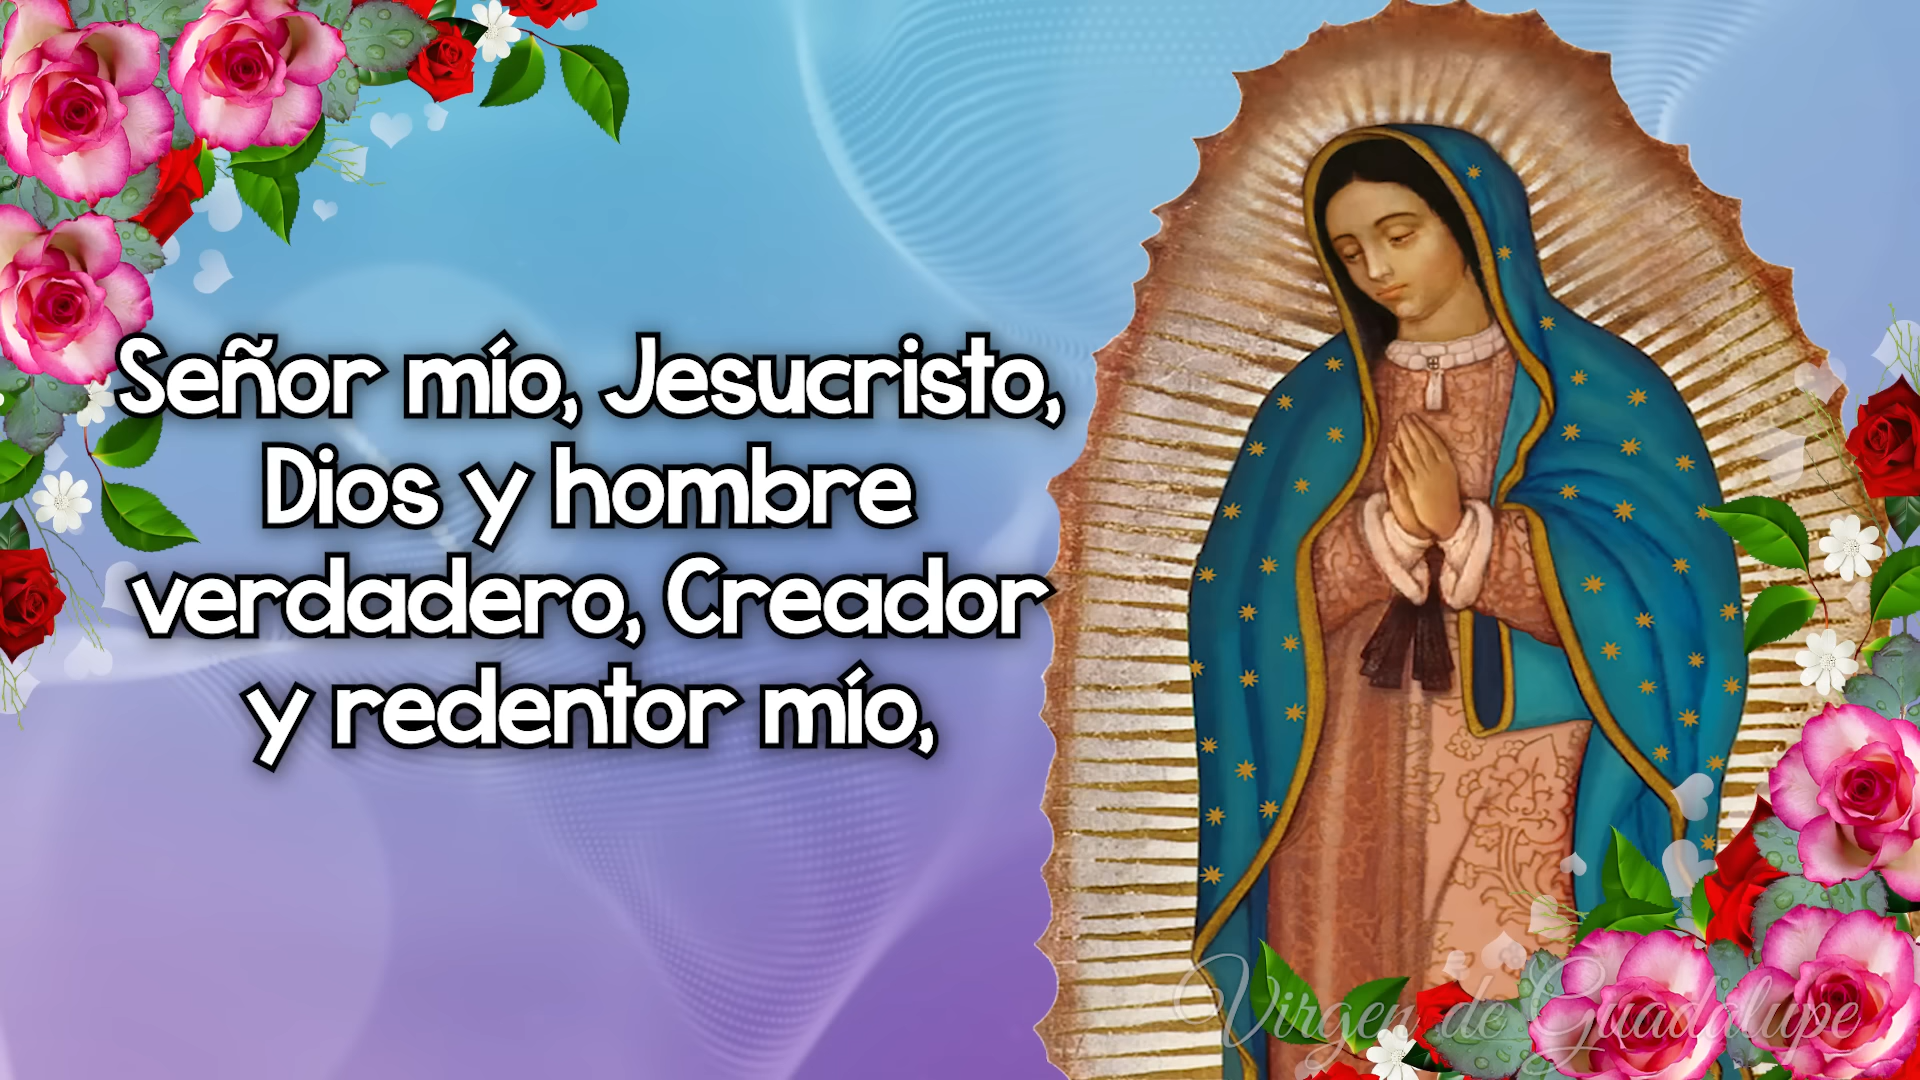 Señor mío, Jesucristo,
Dios y hombre
verdadero, Creador
y redentor mío,
Virgen de Guadalupe